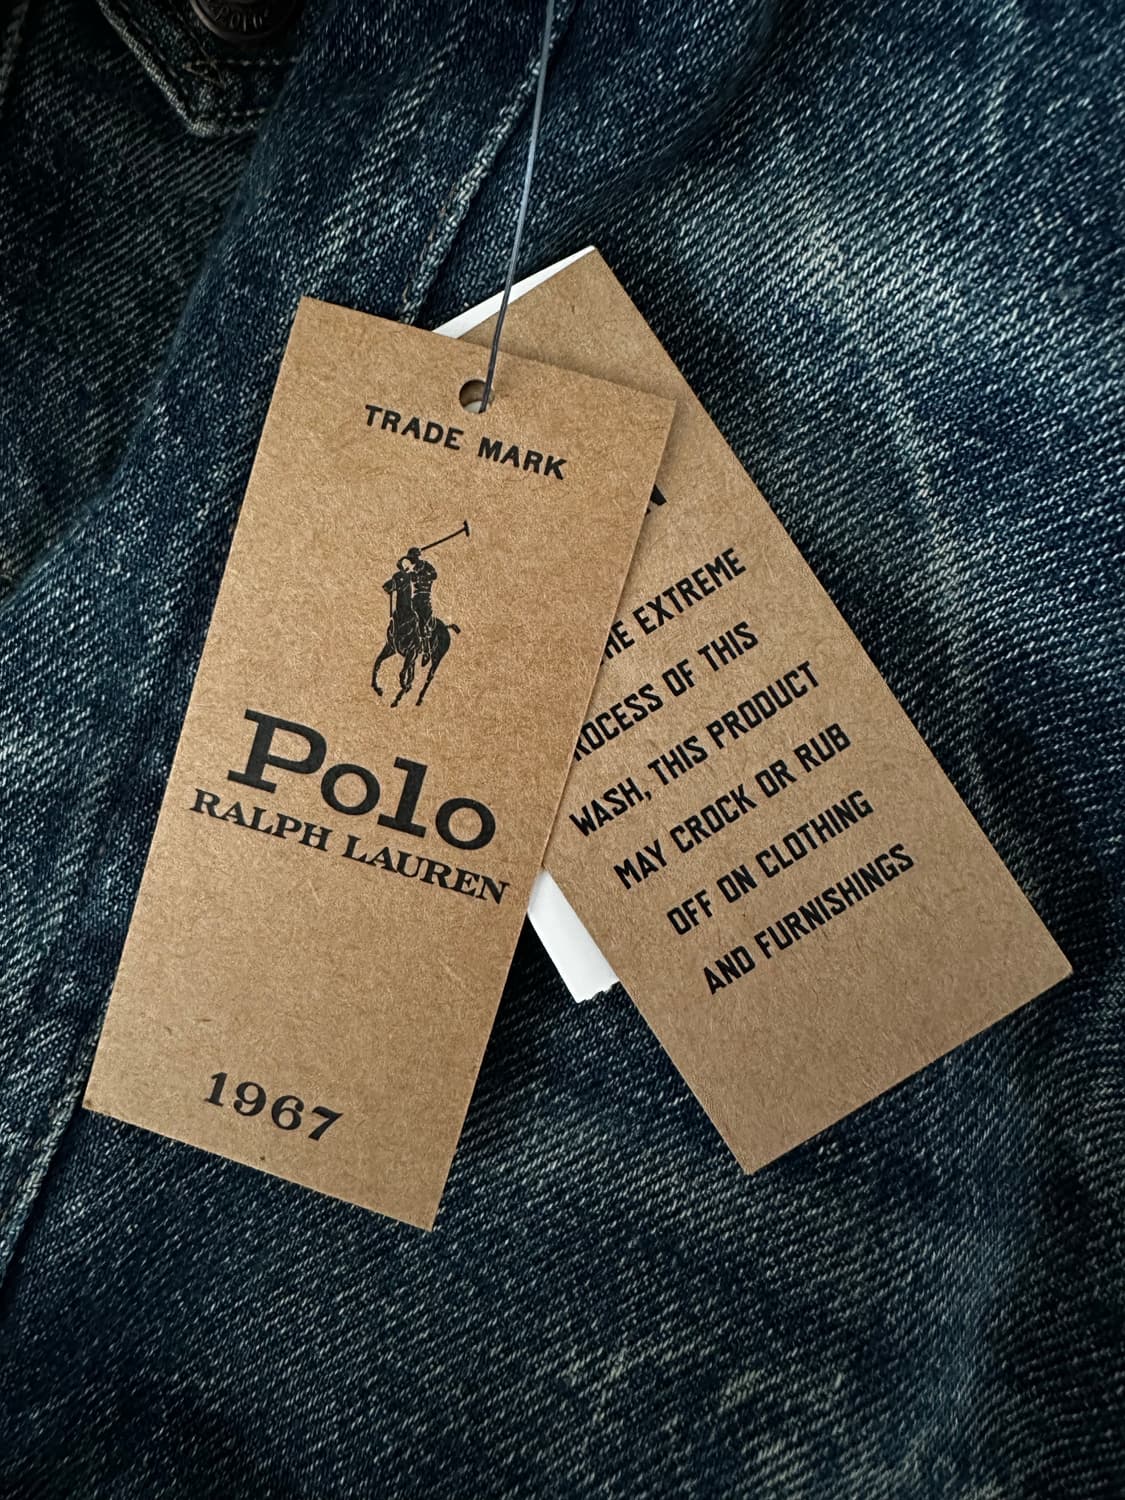 POLO
TRADE MARK
Polo
RALPH LAUREN
1967
EXTREME
OF THIS
WASH, THIS PRODUCT
MAY CROCK OR RUB
OFF ON CLOTHING
AND FURNISHINGS